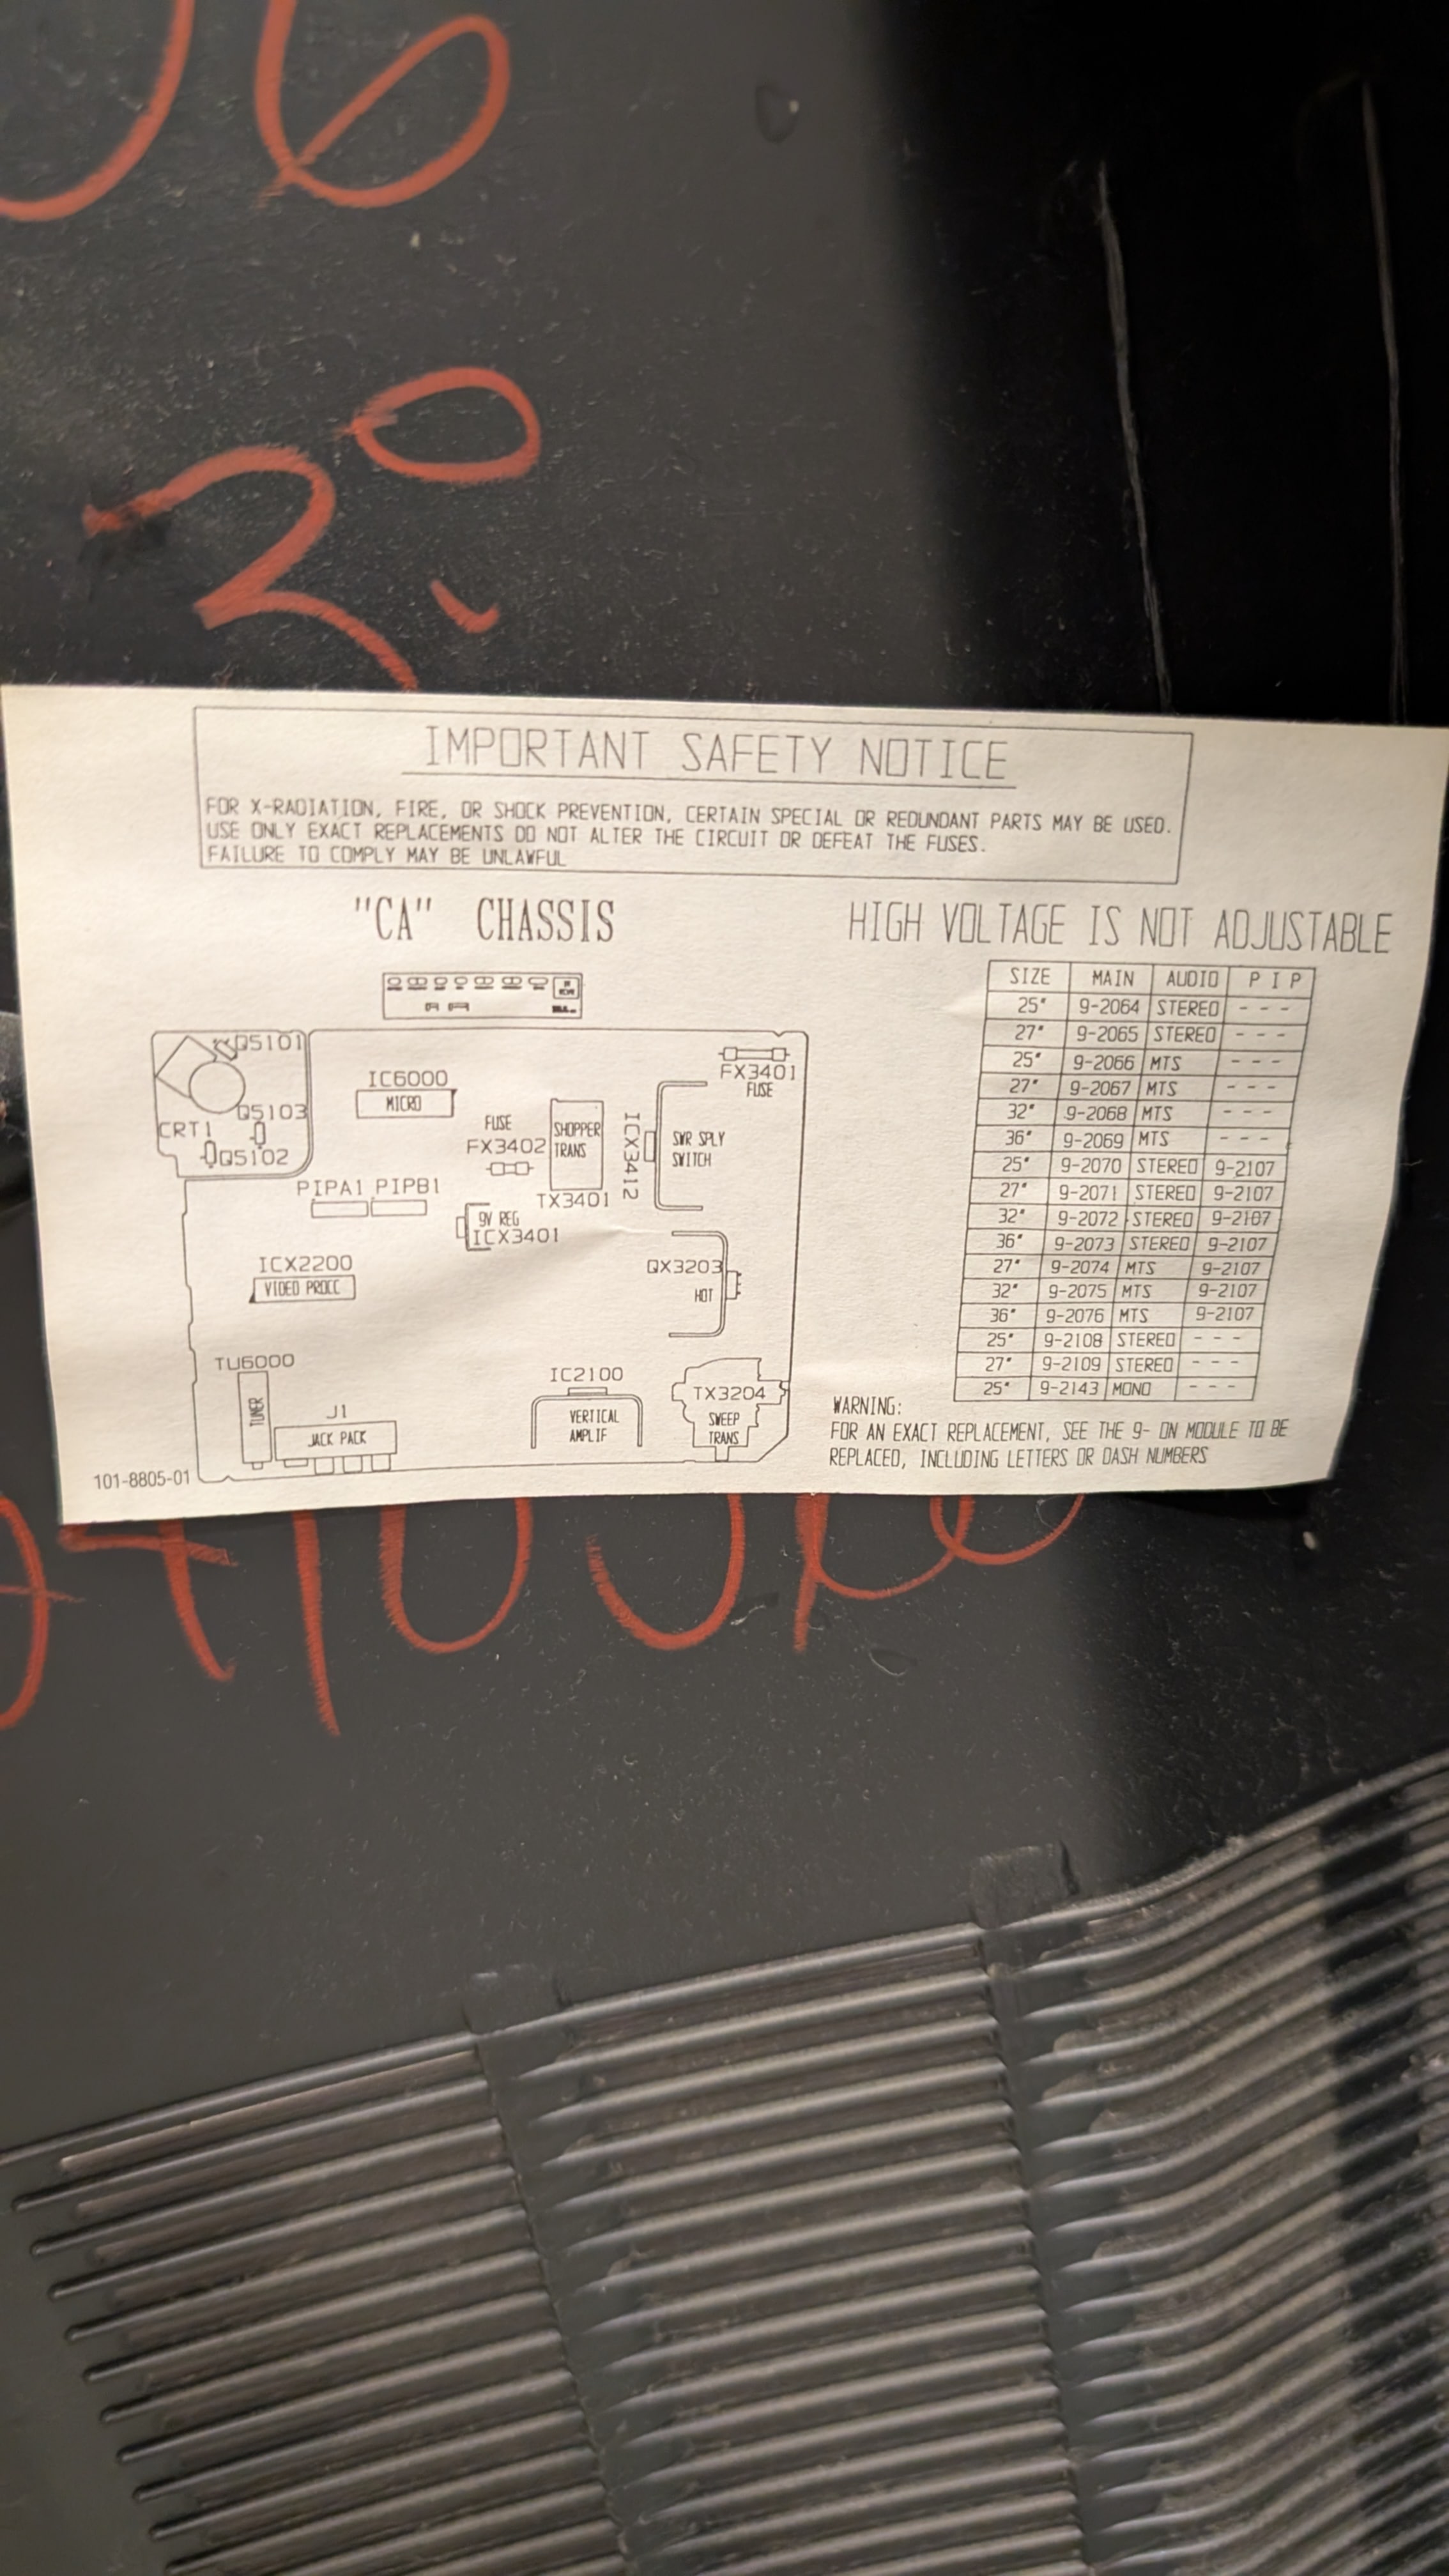 06
20
IMPORTANT SAFETY NOTICE
FOR X-RADIATION, FIRE, OR SHOCK PREVENTION, CERTAIN SPECIAL OR REDUNDANT PARTS MAY BE USED.
USE ONLY EXACT REPLACEMENTS DO NOT ALTER THE CIRCUIT OR DEFEAT THE FUSES.
FAILURE TO COMPLY MAY BE UNLAWFUL
"CA" CHASSIS
Q5101
Q5103
CRT1
Q5102
IC6000
MICRO
FUSE
FX3402
SHOPPER
TRANS
TX3401
ICX3412
SWR SPLY
SWITCH
FX3401
FUSE
PIPA1 PIPB1
9V REG
ICX3401
ICX2200
VIDEO PROCC
QX3203
HOT
TU6000
TUNER
J1
JACK PACK
IC2100
VERTICAL
AMPLIF
TX3204
SWEEP
TRANS
101-8805-01
HIGH VOLTAGE IS NOT ADJUSTABLE
SIZE MAIN AUDIO P I P
25" 9-2064 STEREO - - -
27" 9-2065 STEREO - - -
25" 9-2066 MTS - - -
27" 9-2067 MTS - - -
32" 9-2068 MTS - - -
36" 9-2069 MTS - - -
25" 9-2070 STEREO 9-2107
27" 9-2071 STEREO 9-2107
32" 9-2072 STEREO 9-2107
36" 9-2073 STEREO 9-2107
27" 9-2074 MTS 9-2107
32" 9-2075 MTS 9-2107
36" 9-2076 MTS 9-2107
25" 9-2108 STEREO - - -
27" 9-2109 STEREO - - -
25" 9-2143 MONO - - -
WARNING:
FOR AN EXACT REPLACEMENT, SEE THE 9- ON MODULE TO BE
REPLACED, INCLUDING LETTERS OR DASH NUMBERS